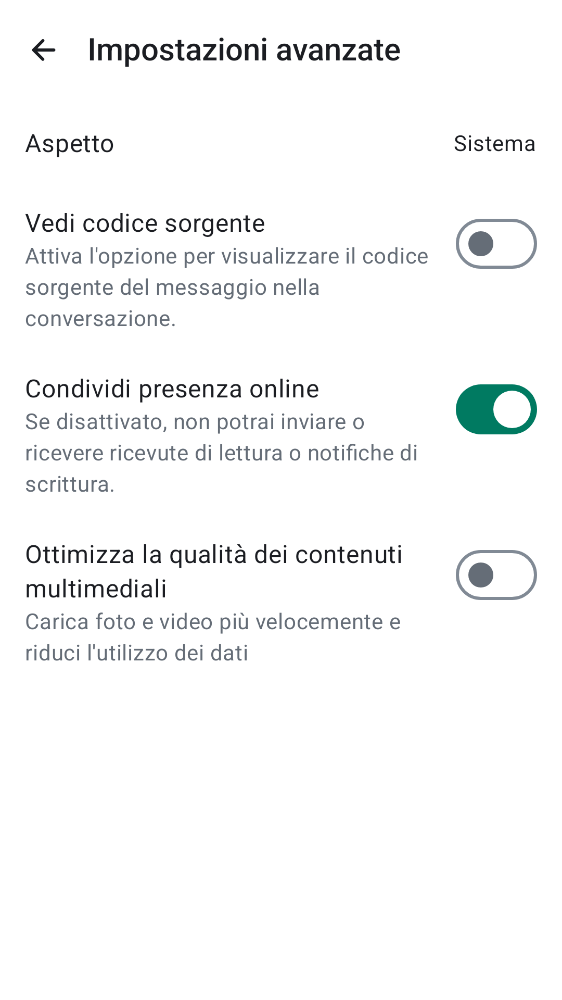 Impostazioni avanzate
Aspetto
Sistema
Vedi codice sorgente
Attiva l'opzione per visualizzare il codice
sorgente del messaggio nella
conversazione.
Condividi presenza online
Se disattivato, non potrai inviare o
ricevere ricevute di lettura o notifiche di
scrittura.
Ottimizza la qualità dei contenuti
multimediali
Carica foto e video più velocemente e
riduci l'utilizzo dei dati